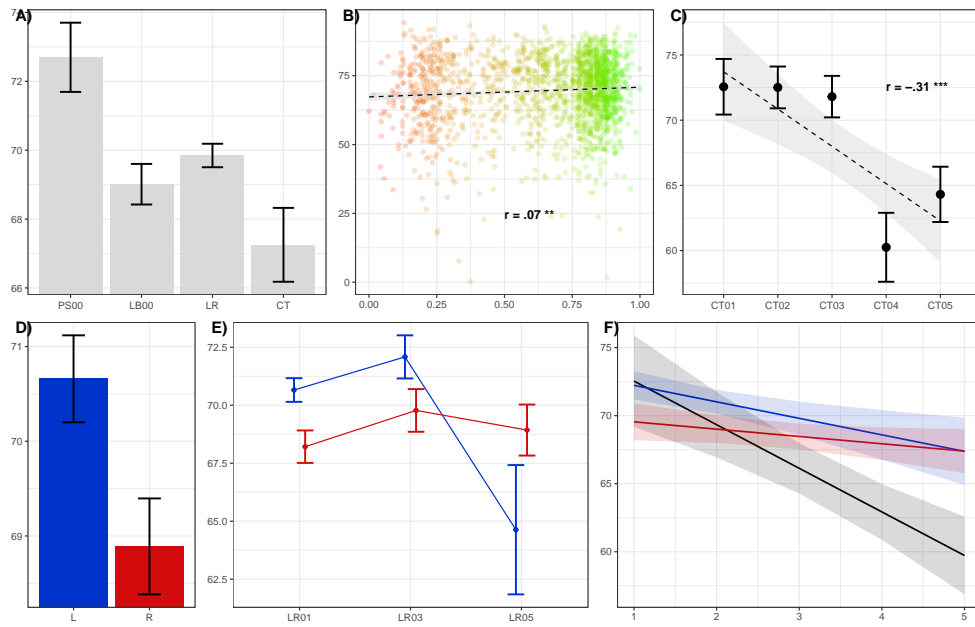 A)
74
72
70
68
66
PS00 LB00 LR CT
B)
75
50
25
0
r = .07 **
0.00 0.25 0.50 0.75 1.00
C)
75
70
65
60
r = −.31 ***
CT01 CT02 CT03 CT04 CT05
D)
71
70
69
L R
E)
72.5
70.0
67.5
65.0
62.5
LR01 LR03 LR05
F)
75
70
65
60
1 2 3 4 5